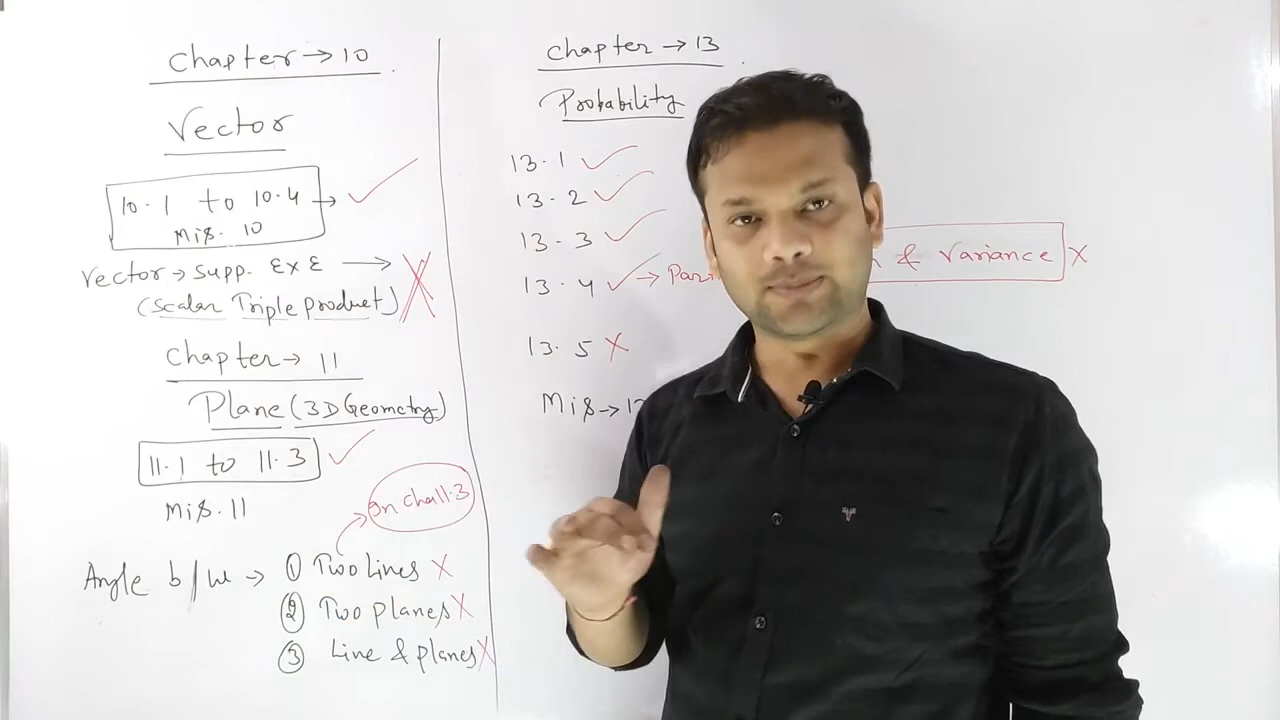 Chapter → 10
Vector
10.1 to 10.4 →
Mis. 10
Vector → Supp. Ex E →
(Scalar Triple product)
Chapter → 11
Plane (3D Geometry)
11.1 to 11.3
Mis. 11
In Ch 11.3
Angle b/w → ① Two Lines X
② Two planes X
③ Line & planes X
Chapter → 13
Probability
13.1
13.2
13.3
13.4 →
& Variance X
13.5 X
Mis →